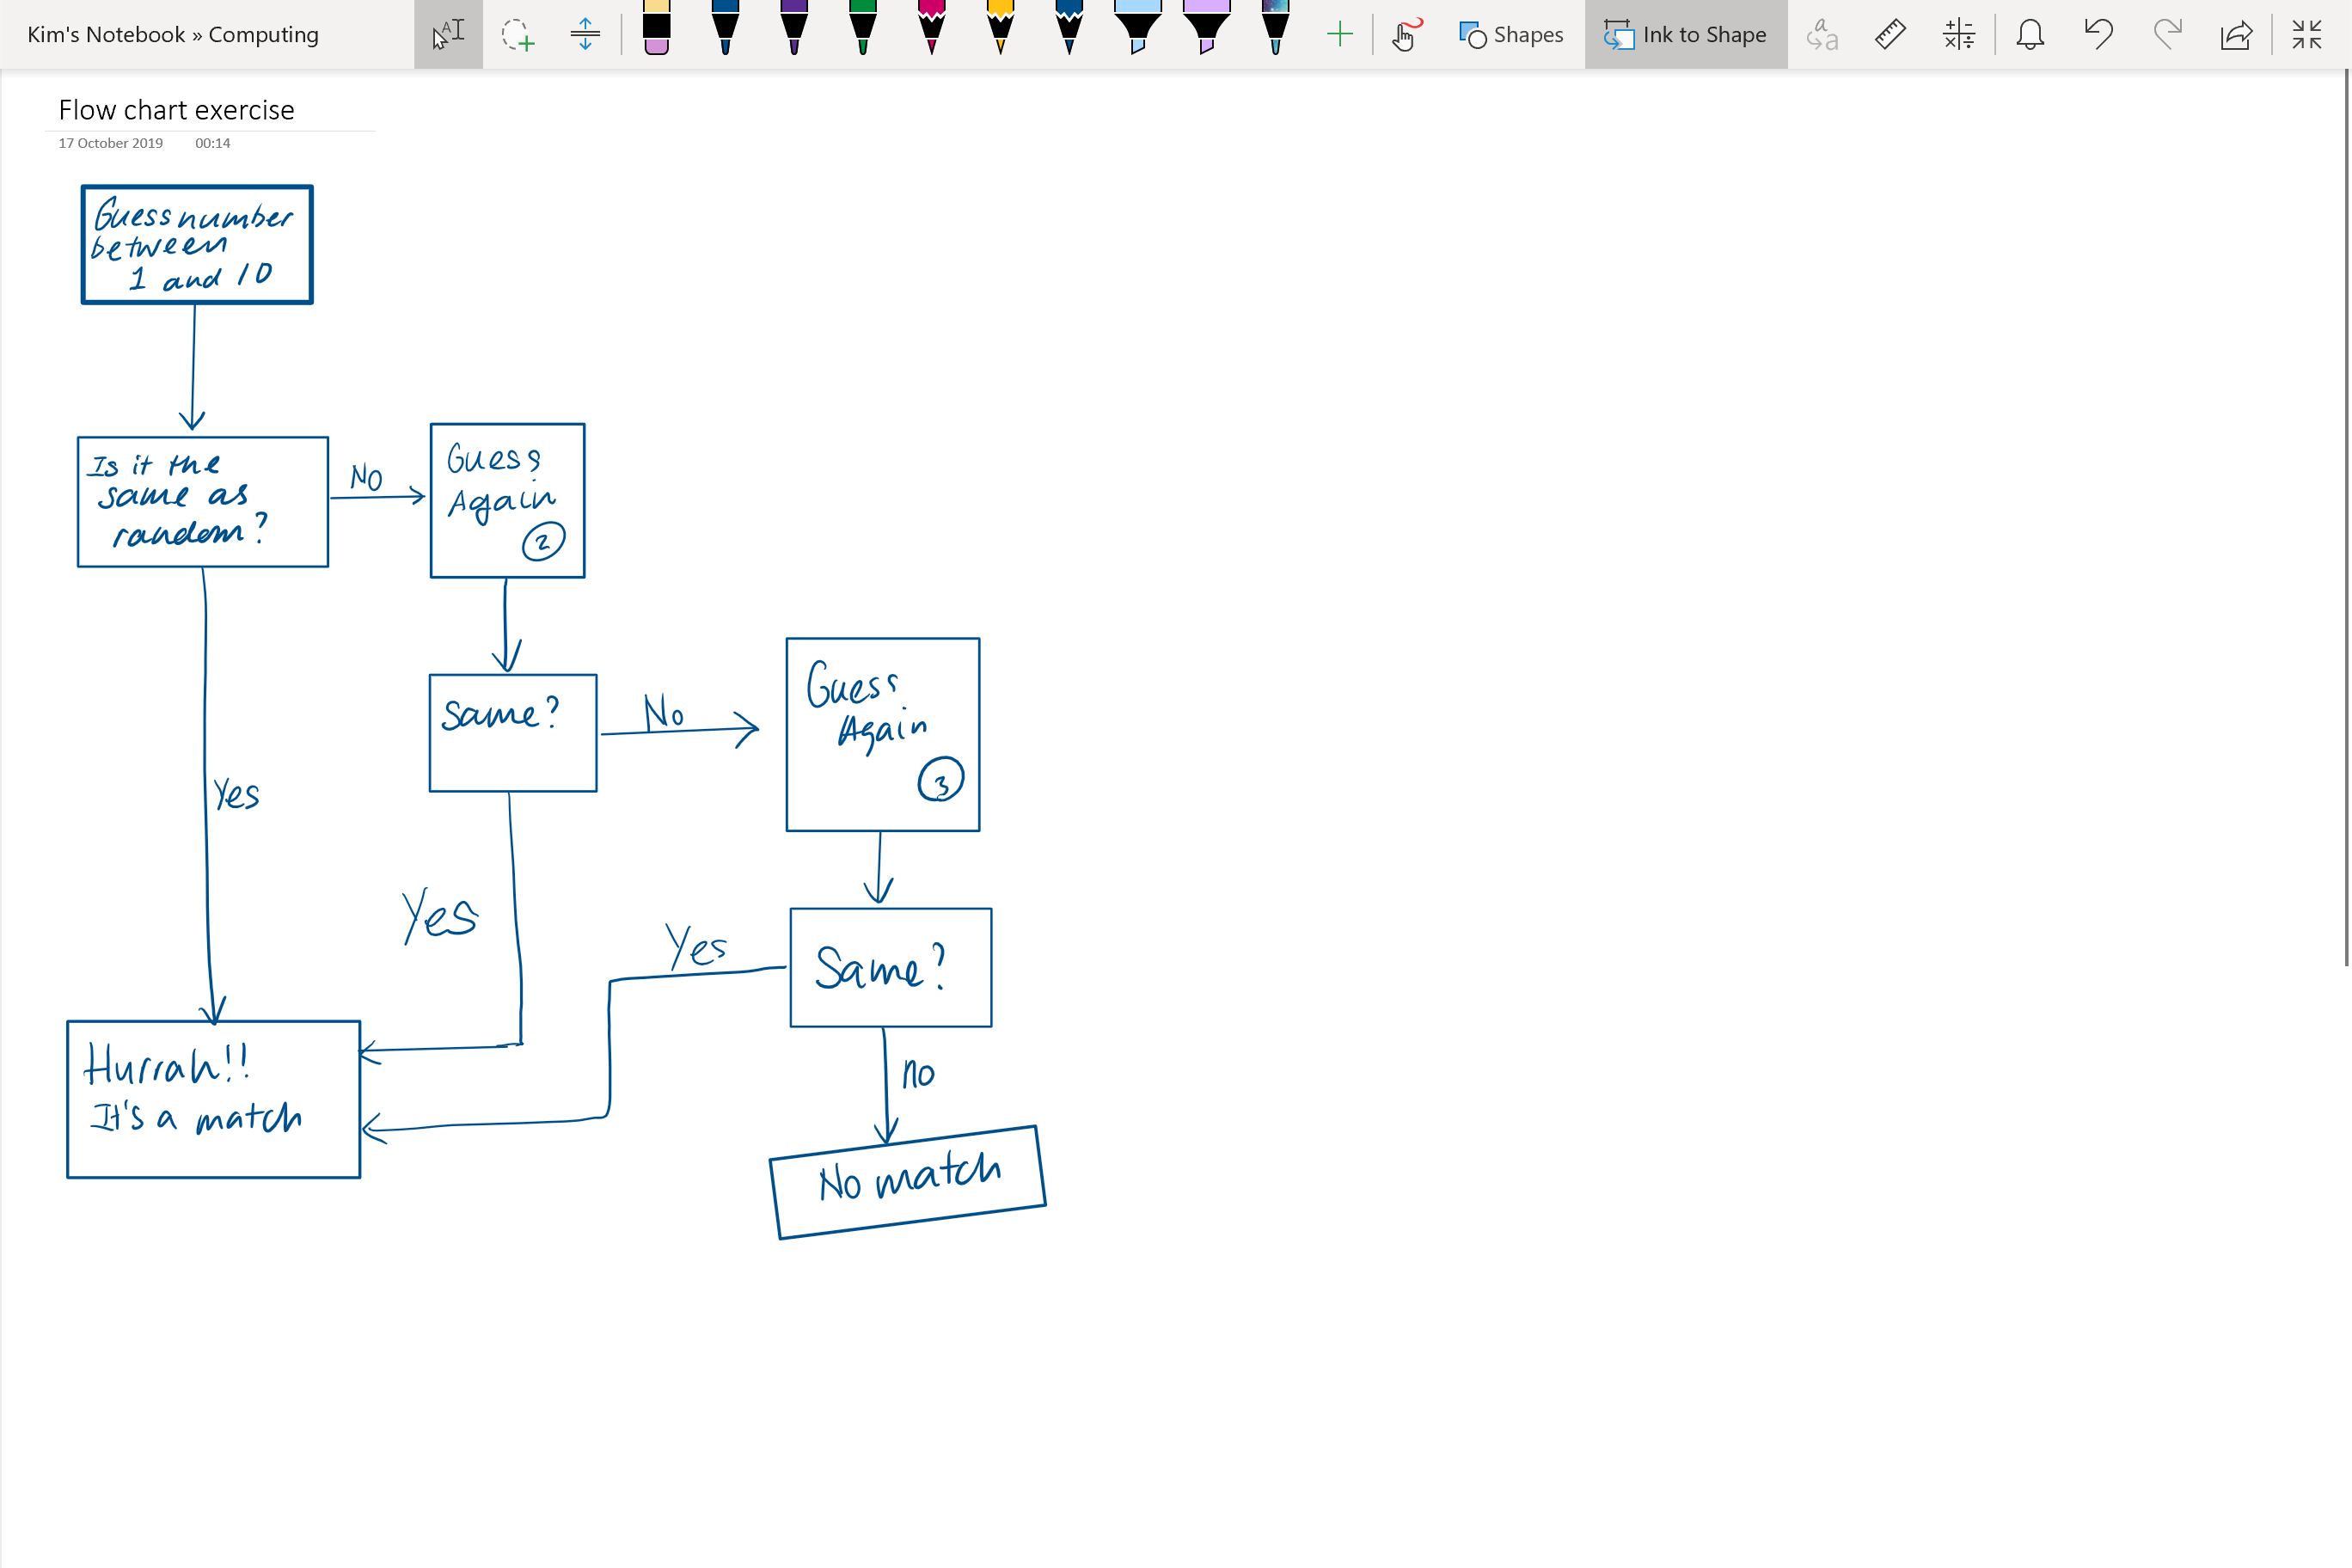 Kim's Notebook » Computing
Shapes
Ink to Shape
Flow chart exercise
17 October 2019 00:14
Guess number
between
1 and 10
Is it the
same as
random?
NO
Guess
Again
2
Same?
No
Guess
Again
3
Yes
Yes
Yes
Same?
no
Hurrah!!
It's a match
No match